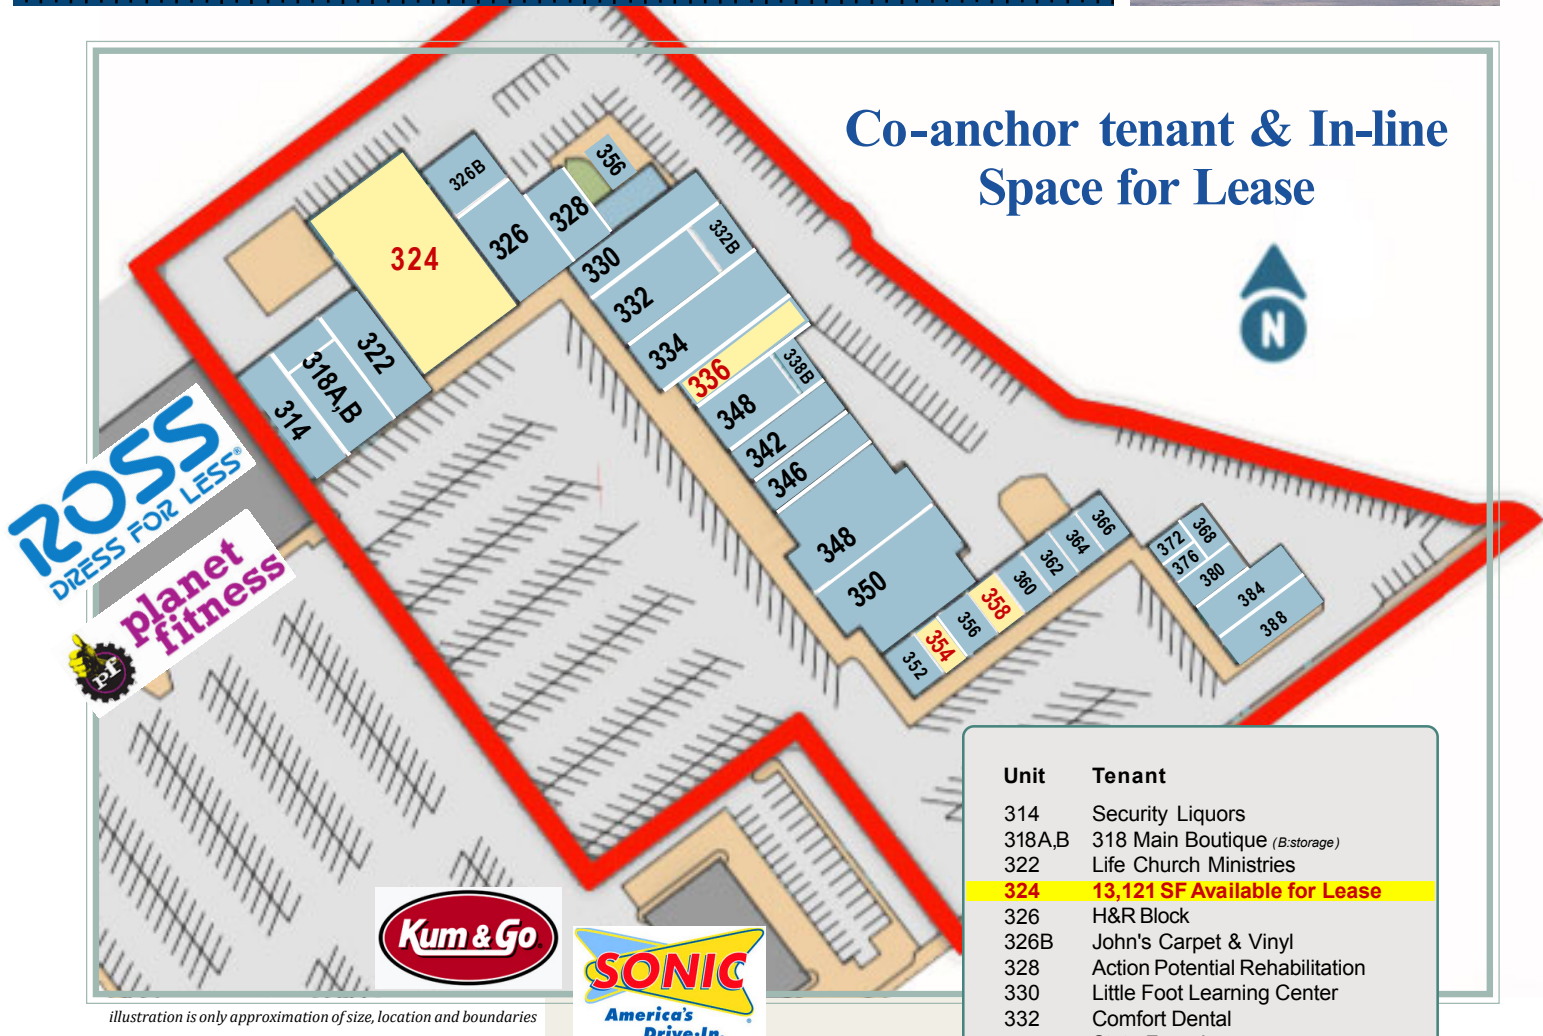 Co-anchor tenant & In-line
Space for Lease
N
356
326B
328
326
324
332B
330
332
334
322
318A,B
314
336
338B
348
342
346
348
350
366
364
362
360
358
356
354
352
368
372
376
380
384
388
ROSS
DRESS FOR LESS®
planet
fitness
pf
Kum & Go
SONIC
America's
Drive-In.
Unit Tenant
314 Security Liquors
318A,B 318 Main Boutique (B:storage)
322 Life Church Ministries
324 13,121 SF Available for Lease
326 H&R Block
326B John's Carpet & Vinyl
328 Action Potential Rehabilitation
330 Little Foot Learning Center
332 Comfort Dental
illustration is only approximation of size, location and boundaries